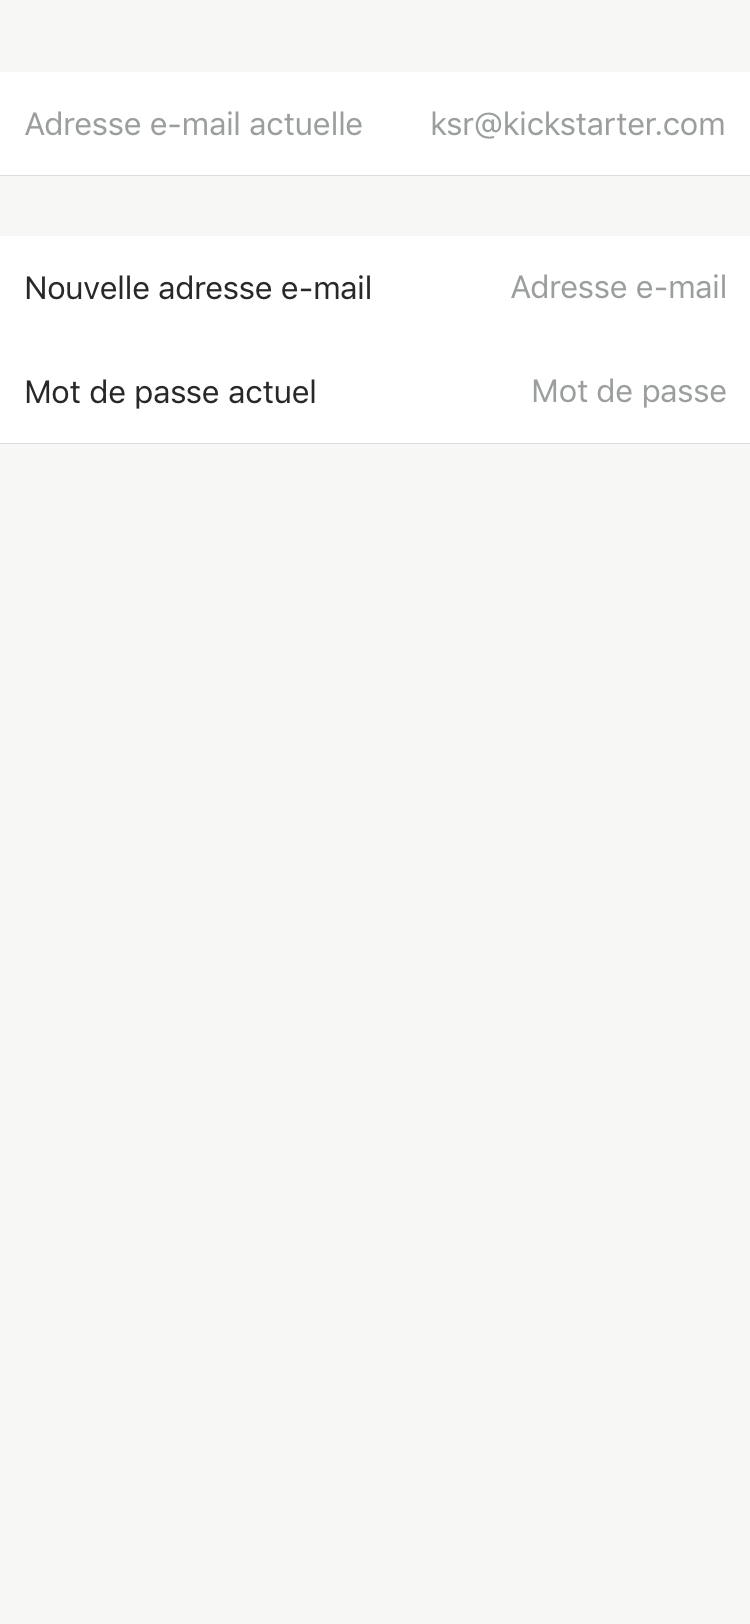 Adresse e-mail actuelle ksr@kickstarter.com
Nouvelle adresse e-mail Adresse e-mail
Mot de passe actuel Mot de passe